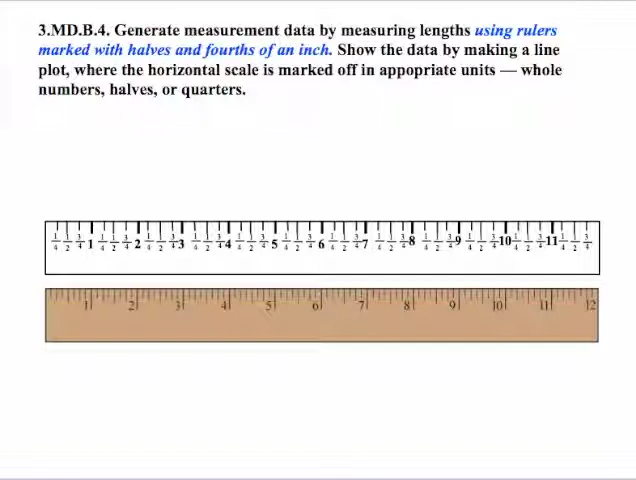 3.MD.B.4. Generate measurement data by measuring lengths using rulers
marked with halves and fourths of an inch. Show the data by making a line
plot, where the horizontal scale is marked off in appopriate units — whole
numbers, halves, or quarters.
1/4 1/2 3/4 1 1/4 1/2 3/4 2 1/4 1/2 3/4 3 1/4 1/2 3/4 4 1/4 1/2 3/4 5 1/4 1/2 3/4 6 1/4 1/2 3/4 7 1/4 1/2 3/4 8 1/4 1/2 3/4 9 1/4 1/2 3/4 10 1/4 1/2 3/4 11 1/4 1/2 3/4
1 2 3 4 5 6 7 8 9 10 11 12